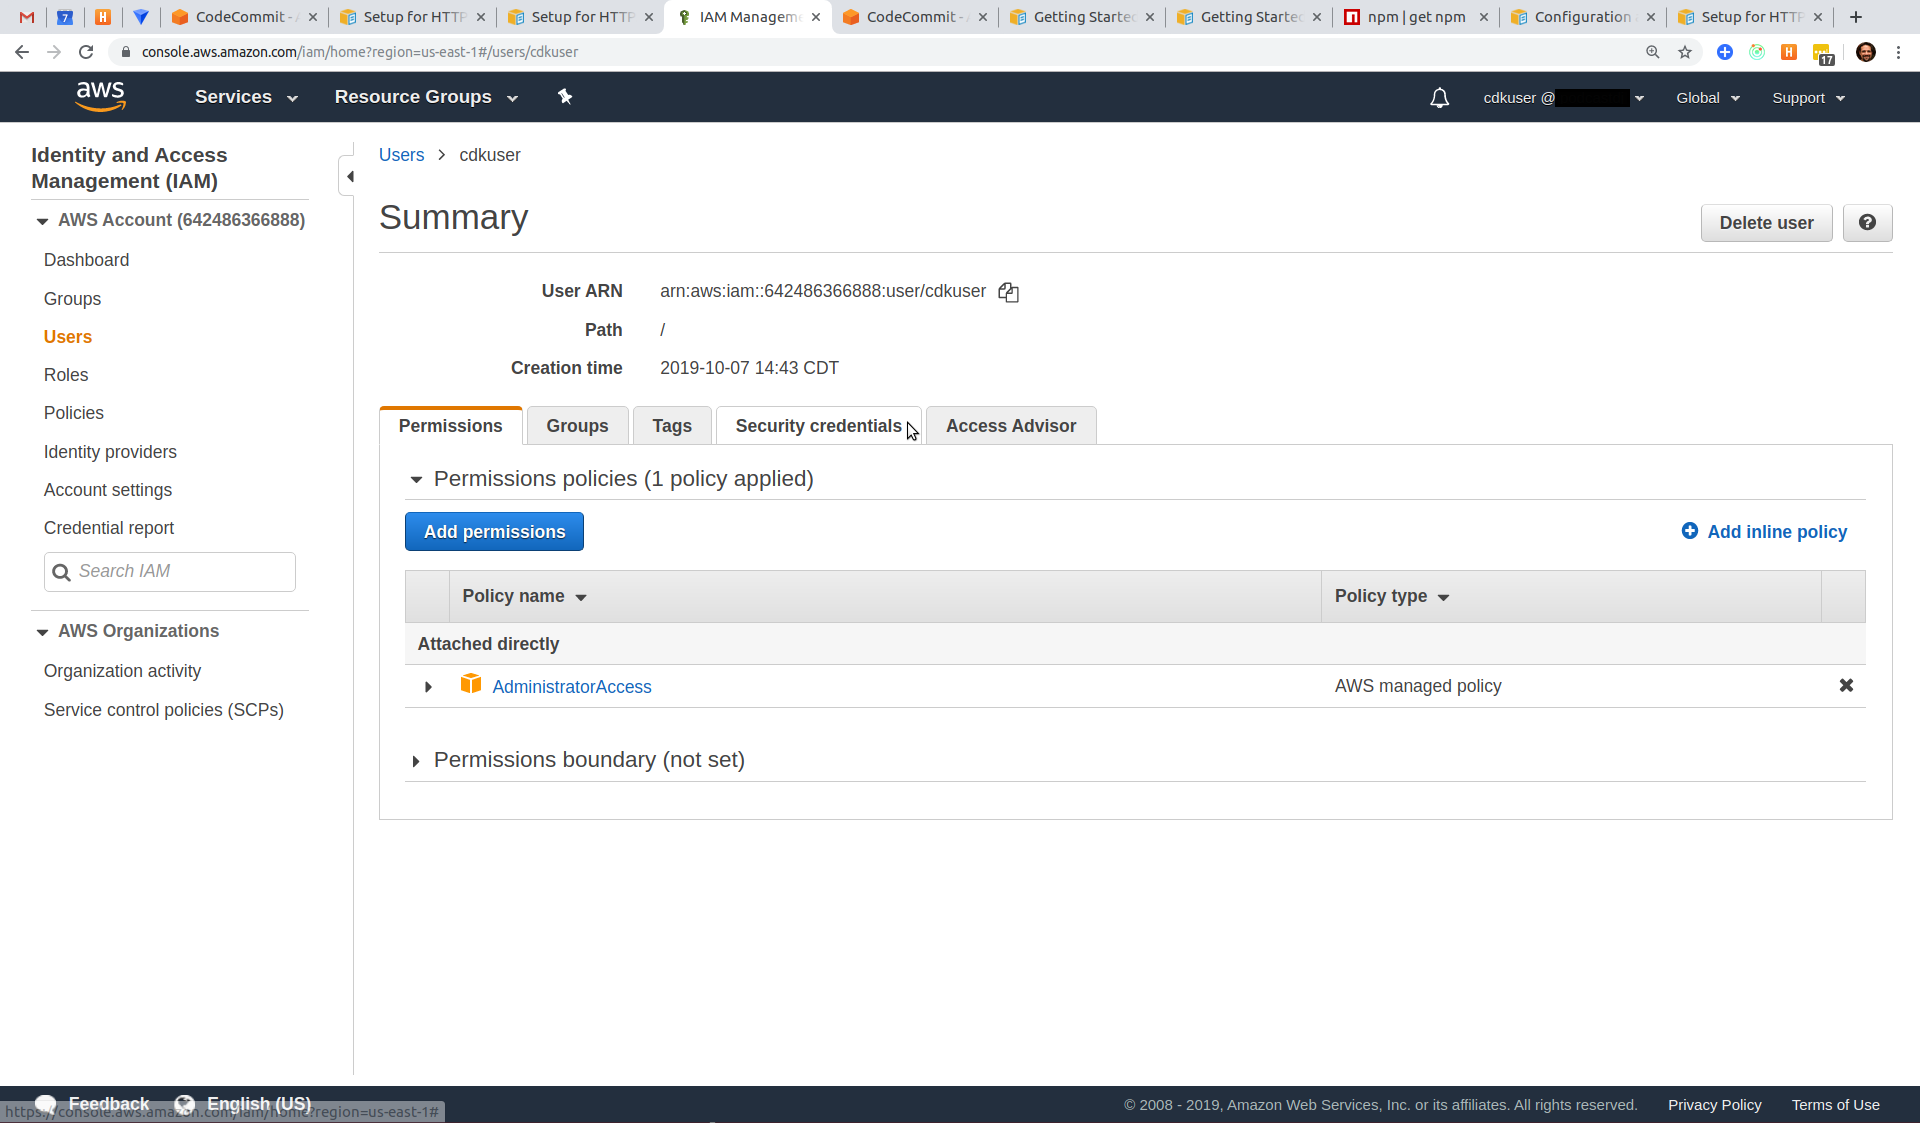 7 H CodeCommit - A Setup for HTTP Setup for HTTP IAM Managem CodeCommit - A Getting Started Getting Started npm | get npm Configuration Setup for HTTP
console.aws.amazon.com/iam/home?region=us-east-1#/users/cdkuser H 17
aws Services Resource Groups cdkuser @ Global Support
Identity and Access
Management (IAM)
AWS Account (642486366888)
Dashboard
Groups
Users
Roles
Policies
Identity providers
Account settings
Credential report
Search IAM
AWS Organizations
Organization activity
Service control policies (SCPs)
Users > cdkuser
Summary
Delete user
User ARN arn:aws:iam::642486366888:user/cdkuser
Path /
Creation time 2019-10-07 14:43 CDT
Permissions Groups Tags Security credentials Access Advisor
Permissions policies (1 policy applied)
Add permissions Add inline policy
Policy name Policy type
Attached directly
AdministratorAccess AWS managed policy
Permissions boundary (not set)
Feedback English (US) © 2008 - 2019, Amazon Web Services, Inc. or its affiliates. All rights reserved. Privacy Policy Terms of Use
https://console.aws.amazon.com/iam/home?region=us-east-1#